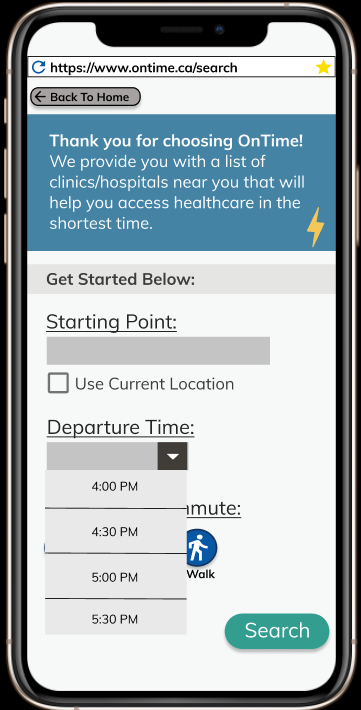 https://www.ontime.ca/search
Back To Home
Thank you for choosing OnTime!
We provide you with a list of
clinics/hospitals near you that will
help you access healthcare in the
shortest time.
Get Started Below:
Starting Point:
Use Current Location
Departure Time:
4:00 PM
4:30 PM
5:00 PM
5:30 PM
Walk
Search